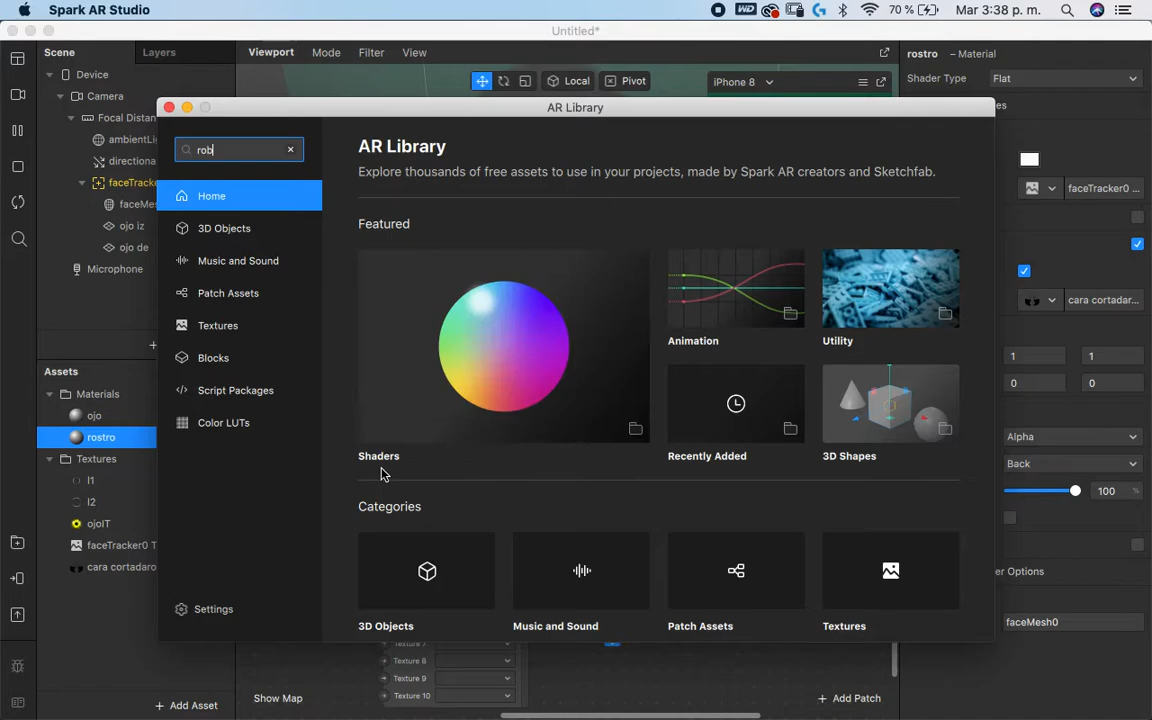 Spark AR Studio
70 %
Mar 3:38 p. m.
Untitled*
Scene
Layers
Viewport
Mode
Filter
View
rostro
– Material
Device
Camera
Focal Distan
ambientLi
directiona
faceTracke
faceMes
ojo iz
ojo de
Microphone
Local
Pivot
iPhone 8
Shader Type
Flat
es
faceTracker0 ...
cara cortadar...
1
1
0
0
Alpha
Back
100
%
er Options
faceMesh0
AR Library
rob
Home
3D Objects
Music and Sound
Patch Assets
Textures
Blocks
Script Packages
Color LUTs
Settings
AR Library
Explore thousands of free assets to use in your projects, made by Spark AR creators and Sketchfab.
Featured
Shaders
Animation
Utility
Recently Added
3D Shapes
Categories
3D Objects
Music and Sound
Patch Assets
Textures
Assets
Materials
ojo
rostro
Textures
l1
l2
ojoIT
faceTracker0 T
cara cortadaro
Add Asset
Texture 8
Texture 9
Texture 10
Show Map
Add Patch